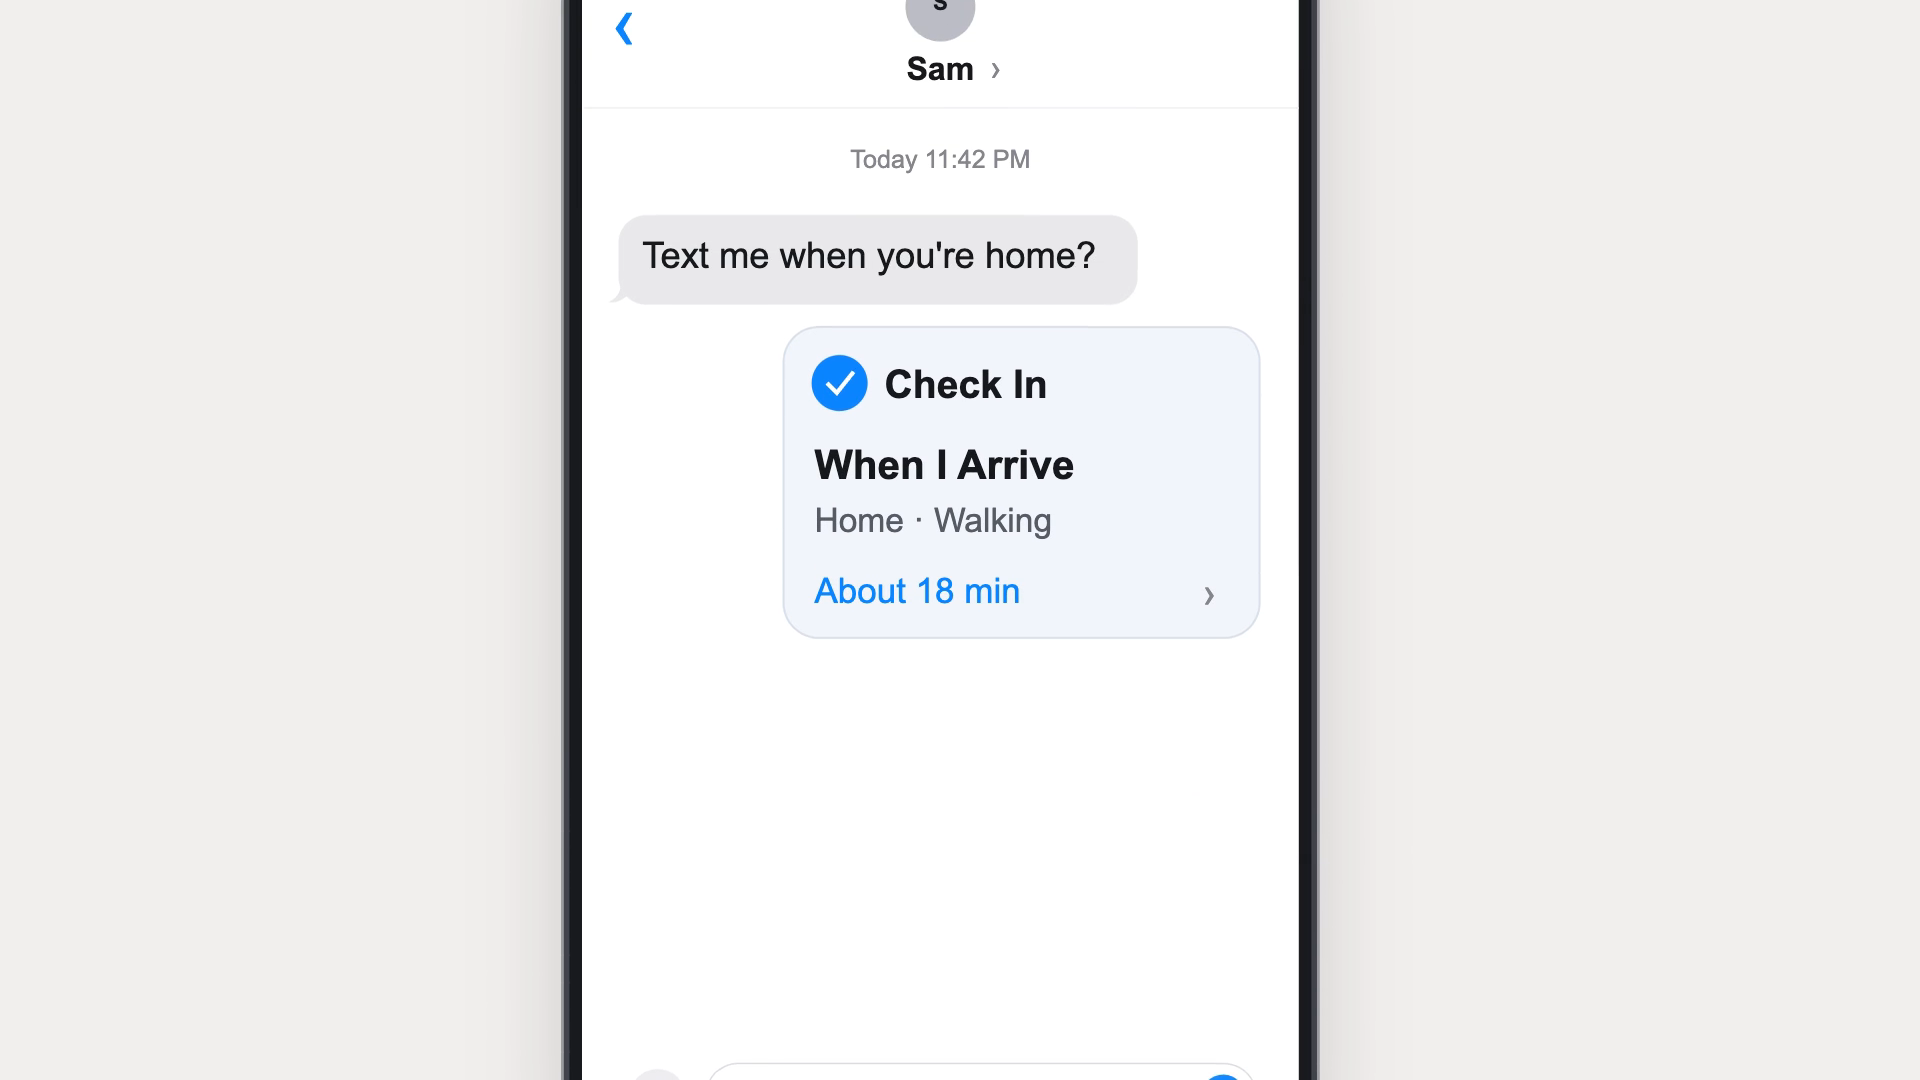 S
Sam
Today 11:42 PM
Text me when you're home?
Check In
When I Arrive
Home · Walking
About 18 min